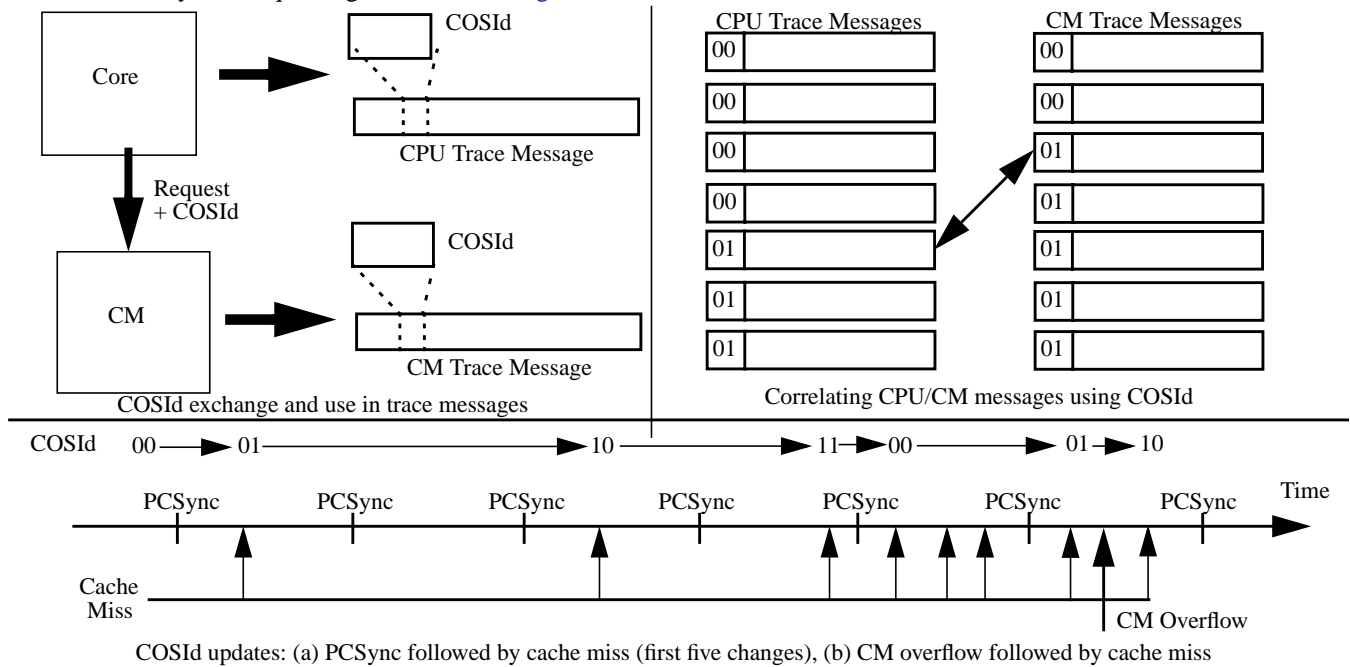 COSId
Core
CPU Trace Message
Request
+ COSId
COSId
CM
CM Trace Message
COSId exchange and use in trace messages
CPU Trace Messages
00
00
00
00
01
01
01
CM Trace Messages
00
00
01
01
01
01
01
Correlating CPU/CM messages using COSId
COSId 00 01 10 11 00 01 10
PCSync PCSync PCSync PCSync PCSync PCSync PCSync Time
Cache
Miss
CM Overflow
COSId updates: (a) PCSync followed by cache miss (first five changes), (b) CM overflow followed by cache miss